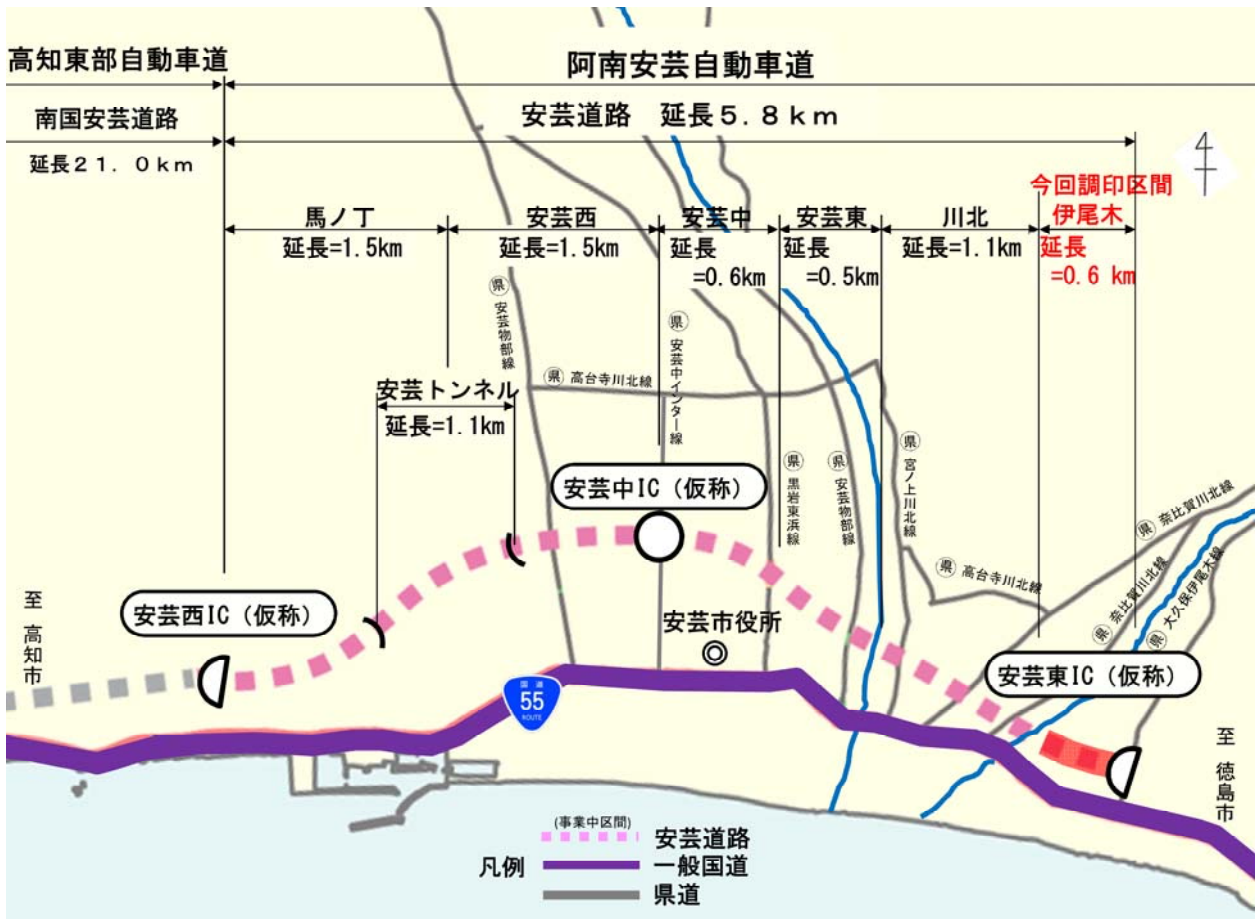 高知東部自動車道
阿南安芸自動車道
南国安芸道路
安芸道路　延長５.８ｋｍ
延長２１.０ｋｍ
今回調印区間
馬ノ丁
安芸西
安芸中
安芸東
川北
伊尾木
延長=1.5km
延長=1.5km
延長
=0.6km
延長
=0.5km
延長=1.1km
延長
=0.6 km
県 安芸物部線
県 安芸中インター線
県 高台寺川北線
安芸トンネル
延長=1.1km
県 黒岩東浜線
県 安芸物部線
県 宮ノ上川北線
県 高台寺川北線
県 奈比賀川北線
県 奈比賀川北線
県 大久保伊尾木線
安芸中IC（仮称）
安芸西IC（仮称）
安芸東IC（仮称）
至 高知市
安芸市役所
国道
55
ROUTE
至 徳島市
(事業中区間)
安芸道路
凡例
一般国道
県道